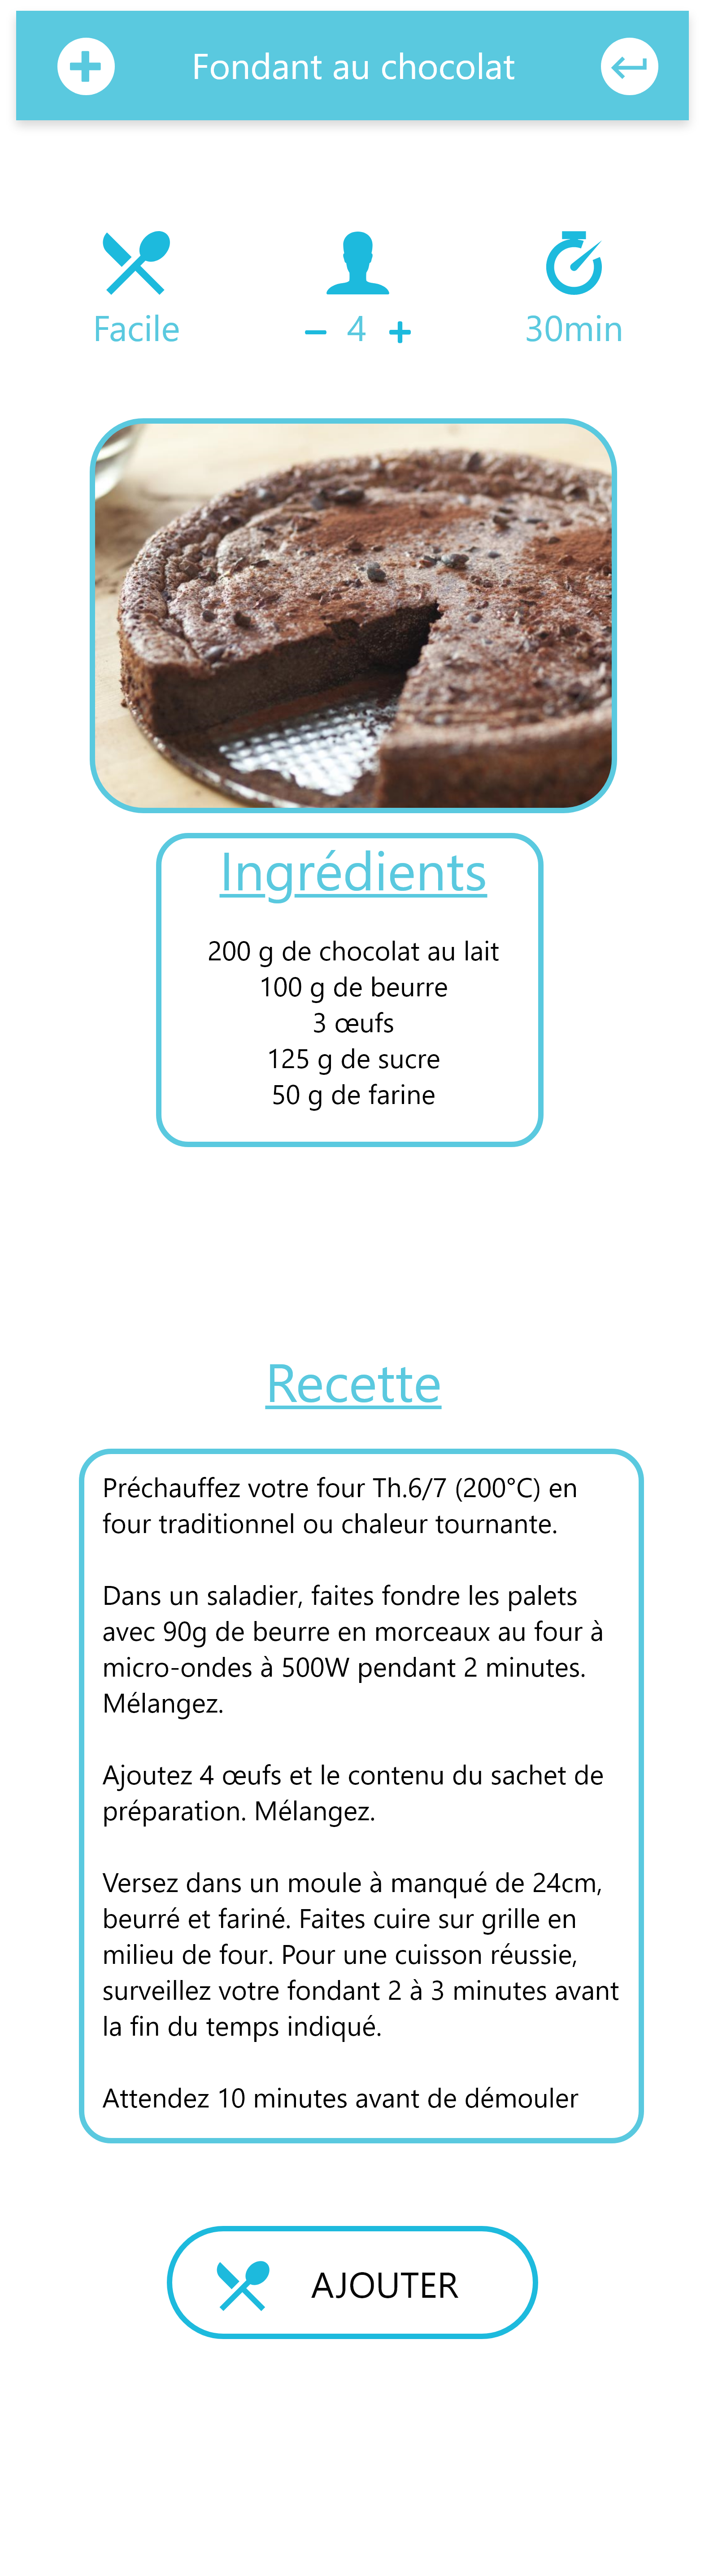 Fondant au chocolat
Facile
4
30min
Ingrédients
200 g de chocolat au lait
100 g de beurre
3 œufs
125 g de sucre
50 g de farine
Recette
Préchauffez votre four Th.6/7 (200°C) en
four traditionnel ou chaleur tournante.
Dans un saladier, faites fondre les palets
avec 90g de beurre en morceaux au four à
micro-ondes à 500W pendant 2 minutes.
Mélangez.
Ajoutez 4 œufs et le contenu du sachet de
préparation. Mélangez.
Versez dans un moule à manqué de 24cm,
beurré et fariné. Faites cuire sur grille en
milieu de four. Pour une cuisson réussie,
surveillez votre fondant 2 à 3 minutes avant
la fin du temps indiqué.
Attendez 10 minutes avant de démouler
AJOUTER